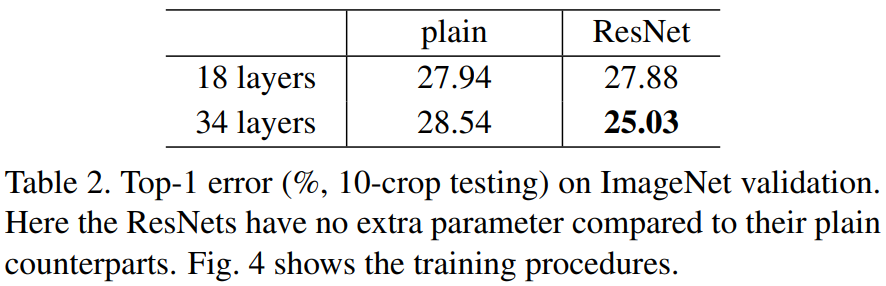 plain ResNet
18 layers 27.94 27.88
34 layers 28.54 25.03
Table 2. Top-1 error (%, 10-crop testing) on ImageNet validation.
Here the ResNets have no extra parameter compared to their plain
counterparts. Fig. 4 shows the training procedures.